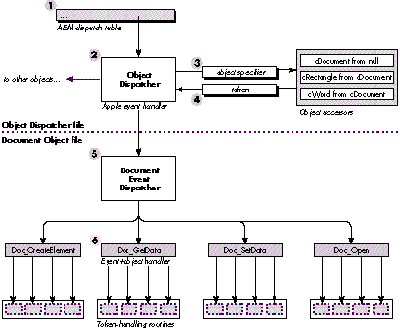 1
...
AEM dispatch table
2
Object
Dispatcher
Apple event handler
to other objects...
3
object specifier
4
token
cDocument from null
cRectangle from cDocument
cWord from cDocument
Object accessors
Object Dispatcher file
Document Object file
5
Document
Event
Dispatcher
6
Doc_CreateElement
Doc_GetData
Doc_SetData
Doc_Open
Event+object handler
Token-handling routines